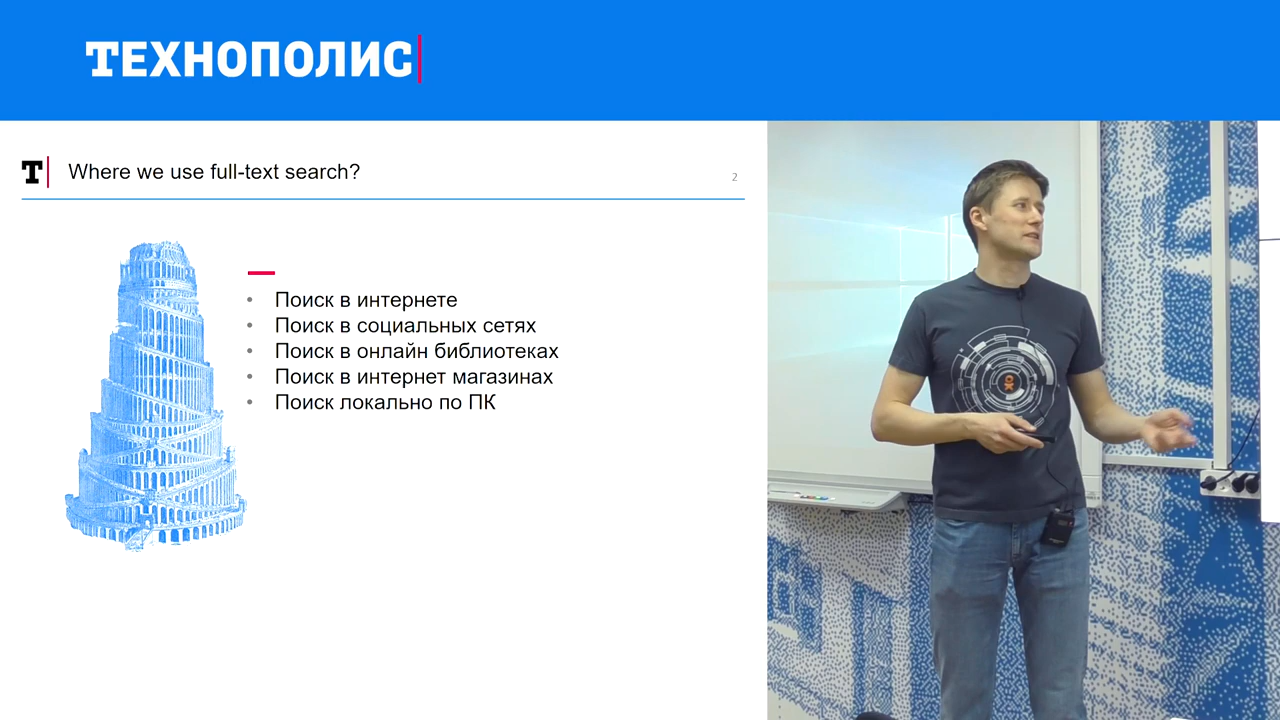 ТЕХНОПОЛИС
T
Where we use full-text search?
2
Поиск в интернете
Поиск в социальных сетях
Поиск в онлайн библиотеках
Поиск в интернет магазинах
Поиск локально по ПК